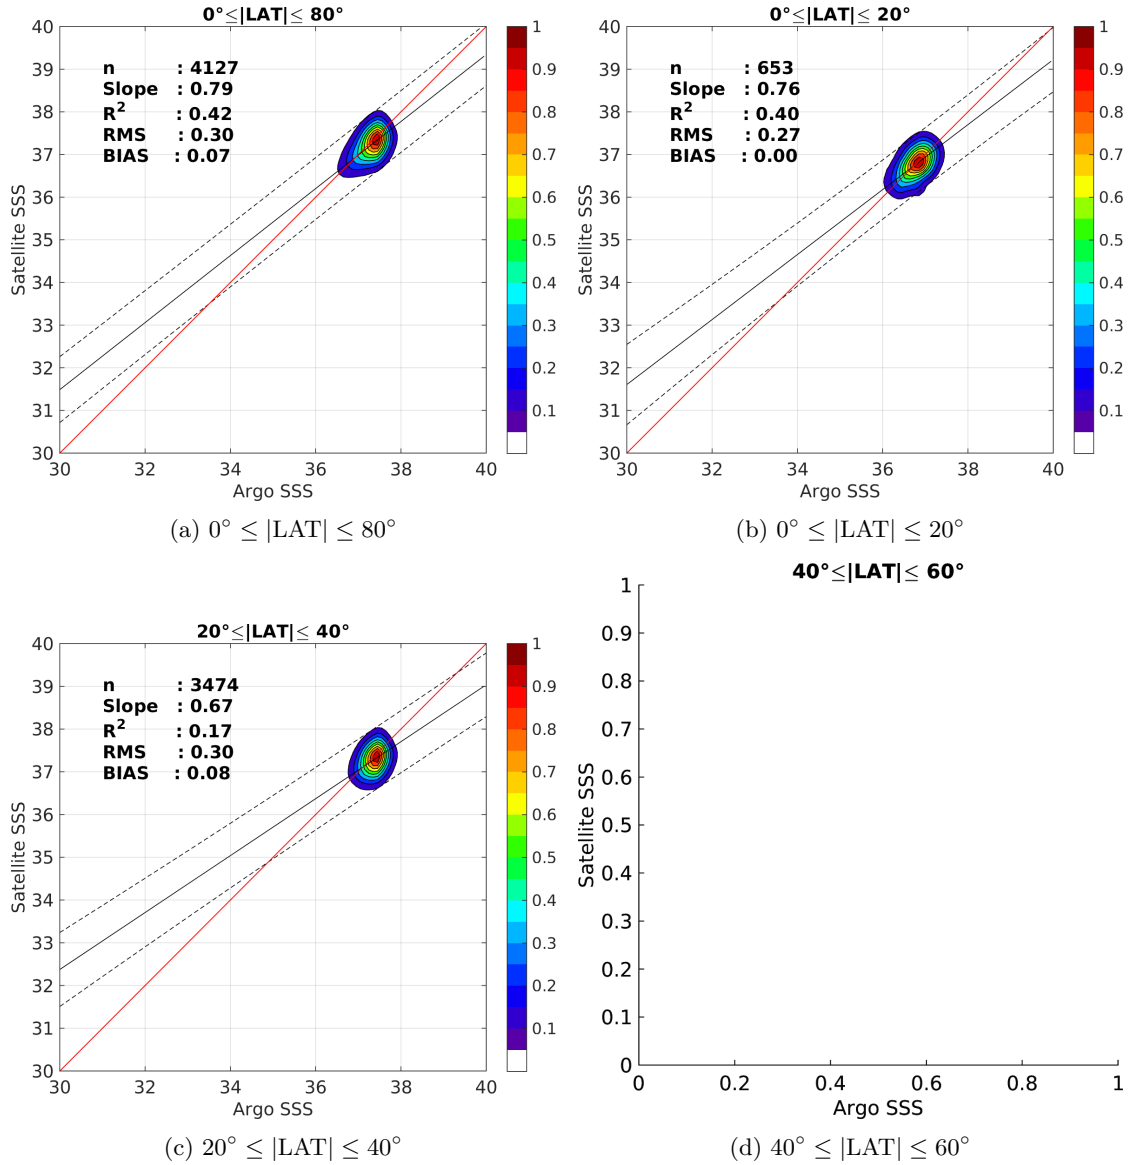 0°≤|LAT|≤ 80°
n : 4127
Slope : 0.79
R² : 0.42
RMS : 0.30
BIAS : 0.07
40
39
38
37
36
35
34
33
32
31
30
Satellite SSS
30 32 34 36 38 40
Argo SSS
1
0.9
0.8
0.7
0.6
0.5
0.4
0.3
0.2
0.1
(a) 0° ≤ |LAT| ≤ 80°
0°≤|LAT|≤ 20°
n : 653
Slope : 0.76
R² : 0.40
RMS : 0.27
BIAS : 0.00
40
39
38
37
36
35
34
33
32
31
30
Satellite SSS
30 32 34 36 38 40
Argo SSS
1
0.9
0.8
0.7
0.6
0.5
0.4
0.3
0.2
0.1
(b) 0° ≤ |LAT| ≤ 20°
20°≤|LAT|≤ 40°
n : 3474
Slope : 0.67
R² : 0.17
RMS : 0.30
BIAS : 0.08
40
39
38
37
36
35
34
33
32
31
30
Satellite SSS
30 32 34 36 38 40
Argo SSS
1
0.9
0.8
0.7
0.6
0.5
0.4
0.3
0.2
0.1
(c) 20° ≤ |LAT| ≤ 40°
40°≤|LAT|≤ 60°
1
0.9
0.8
0.7
0.6
0.5
0.4
0.3
0.2
0.1
0
Satellite SSS
0 0.2 0.4 0.6 0.8 1
Argo SSS
(d) 40° ≤ |LAT| ≤ 60°